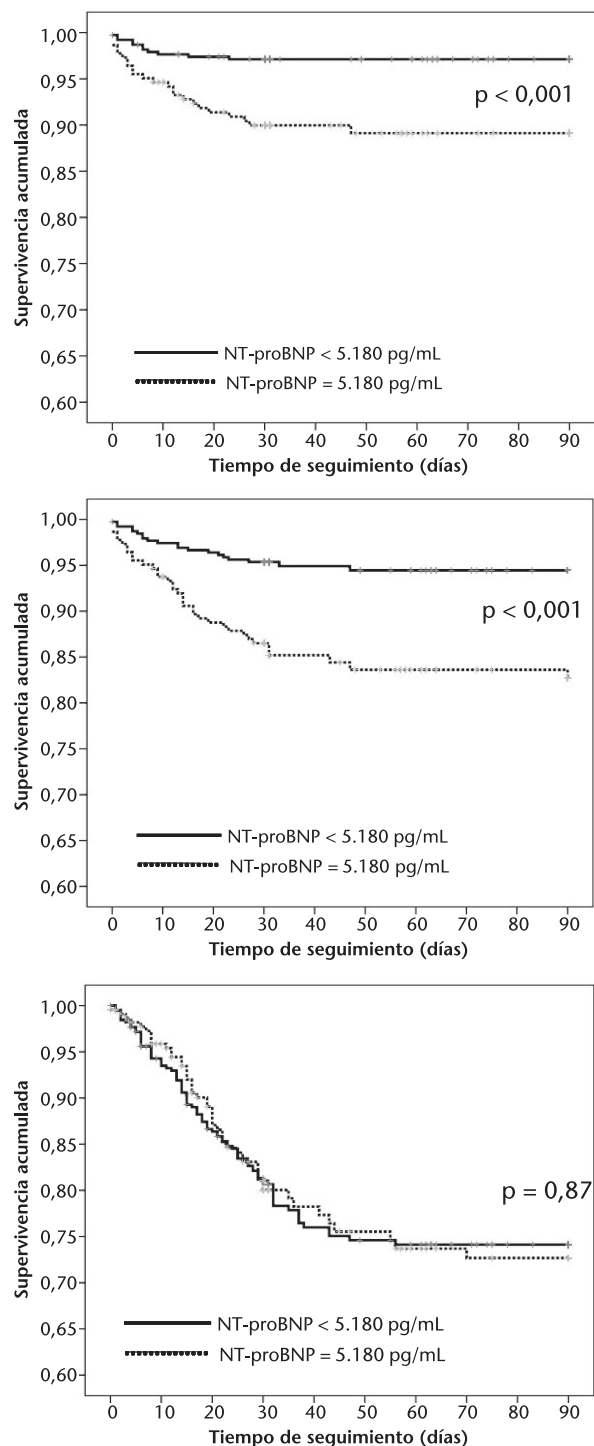 Supervivencia acumulada
1,00
0,95
0,90
0,85
0,80
0,75
0,70
0,65
0,60
p < 0,001
NT-proBNP < 5.180 pg/mL
NT-proBNP = 5.180 pg/mL
0 10 20 30 40 50 60 70 80 90
Tiempo de seguimiento (días)
Supervivencia acumulada
1,00
0,95
0,90
0,85
0,80
0,75
0,70
0,65
0,60
p < 0,001
NT-proBNP < 5.180 pg/mL
NT-proBNP = 5.180 pg/mL
0 10 20 30 40 50 60 70 80 90
Tiempo de seguimiento (días)
Supervivencia acumulada
1,00
0,95
0,90
0,85
0,80
0,75
0,70
0,65
0,60
p = 0,87
NT-proBNP < 5.180 pg/mL
NT-proBNP = 5.180 pg/mL
0 10 20 30 40 50 60 70 80 90
Tiempo de seguimiento (días)